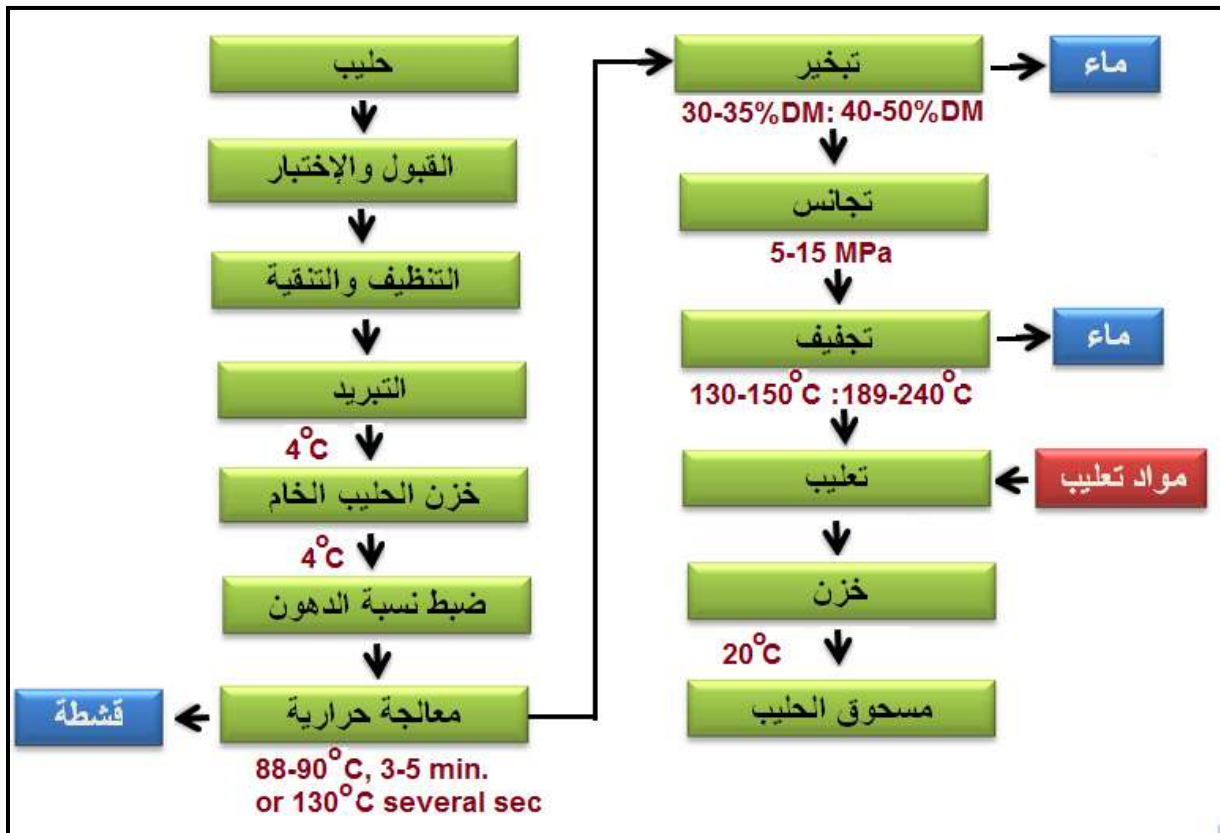 حليب
القبول والإختبار
التنظيف والتنقية
التبريد
4°C
خزن الحليب الخام
4°C
ضبط نسبة الدهون
معالجة حرارية
قشطة
88-90°C, 3-5 min.
or 130°C several sec
تبخير
ماء
30-35%DM: 40-50%DM
تجانس
5-15 MPa
تجفيف
ماء
130-150°C :189-240°C
تعليب
مواد تعليب
خزن
20°C
مسحوق الحليب